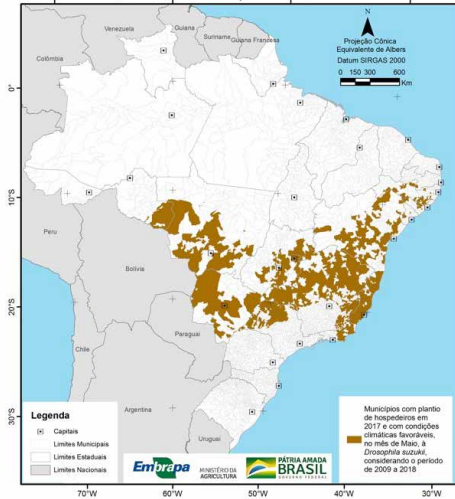 Venezuela
Guiana
Suriname
Guiana Francesa
Colômbia
N
Projeção Cônica
Equivalente de Albers
Datum SIRGAS 2000
0 150 300 600
Km
0°
10°S
20°S
30°S
Peru
Bolívia
Paraguai
Chile
Argentina
Uruguai
Legenda
Capitais
Limites Municipais
Limites Estaduais
Limites Nacionais
Embrapa
MINISTÉRIO DA
AGRICULTURA
PÁTRIA AMADA
BRASIL
GOVERNO FEDERAL
Municípios com plantio
de hospedeiros em
2017 e com condições
climáticas favoráveis,
no mês de Maio, à
Drosophila suzukii,
considerando o período
de 2009 a 2018
70°W
60°W
50°W
40°W
30°W